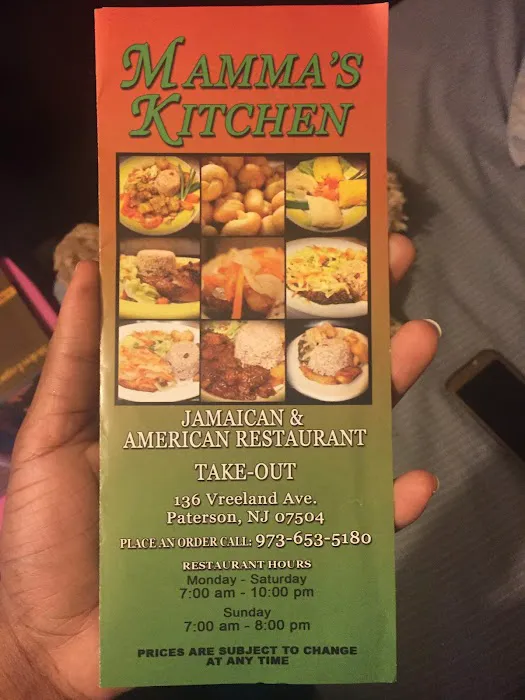 MAMMA'S
KITCHEN
JAMAICAN &
AMERICAN RESTAURANT
TAKE-OUT
136 Vreeland Ave.
Paterson, NJ 07504
PLACE AN ORDER CALL: 973-653-5180
RESTAURANT HOURS
Monday - Saturday
7:00 am - 10:00 pm
Sunday
7:00 am - 8:00 pm
PRICES ARE SUBJECT TO CHANGE
AT ANY TIME